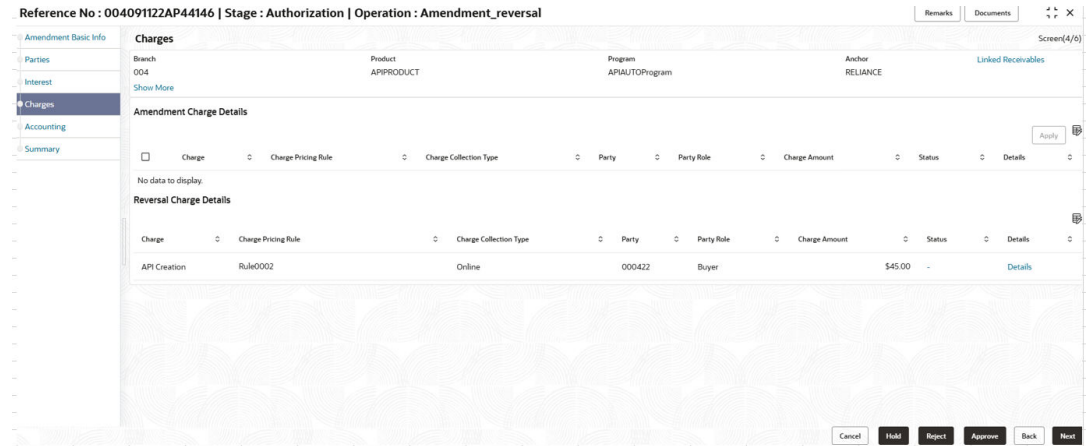 Reference No : 004091122AP44146 | Stage : Authorization | Operation : Amendment_reversal
Remarks Documents
Amendment Basic Info
Parties
Interest
Charges
Accounting
Summary
Charges Screen(4/6)
Branch Product Program Anchor Linked Receivables
004 APIPRODUCT APIAUTOProgram RELIANCE
Show More
Amendment Charge Details
Apply
Charge Charge Pricing Rule Charge Collection Type Party Party Role Charge Amount Status Details
No data to display.
Reversal Charge Details
Charge Charge Pricing Rule Charge Collection Type Party Party Role Charge Amount Status Details
API Creation Rule0002 Online 000422 Buyer $45.00 - Details
Cancel Hold Reject Approve Back Next